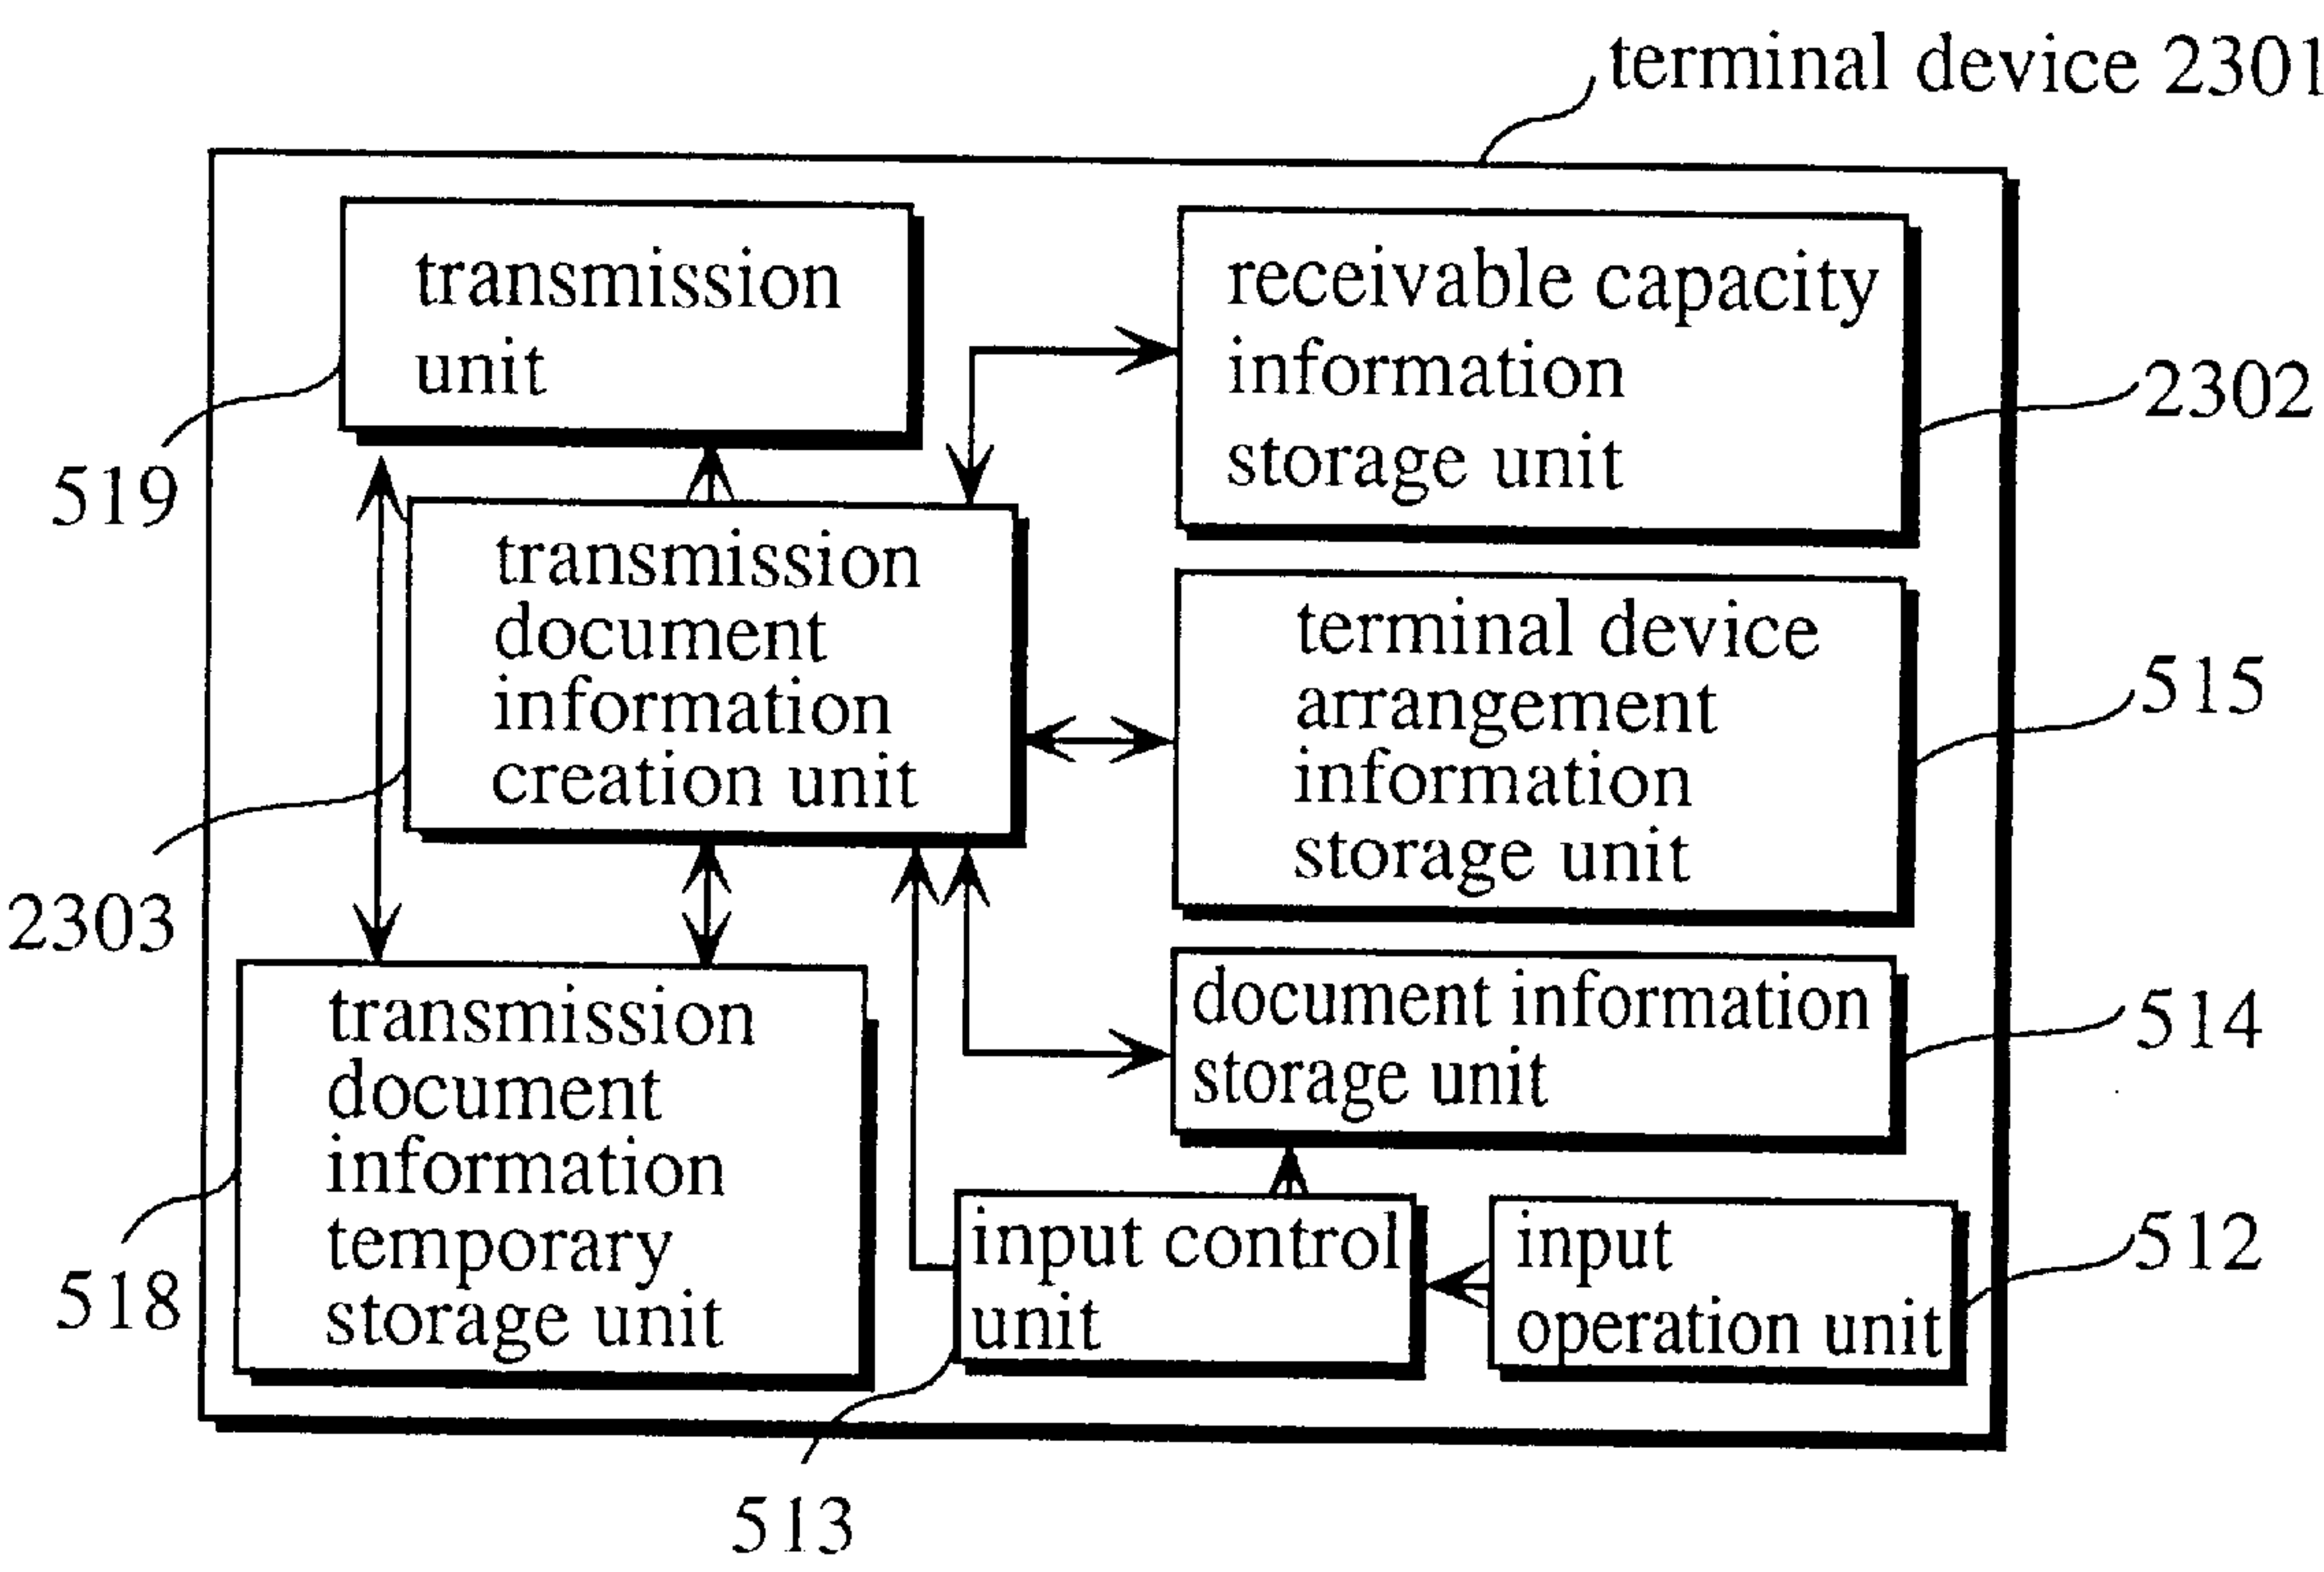 terminal device 2301
transmission
unit
519
receivable capacity
information
storage unit
2302
transmission
document
information
creation unit
2303
terminal device
arrangement
information
storage unit
515
transmission
document
information
temporary
storage unit
518
document information
storage unit
514
input control
unit
513
input
operation unit
512